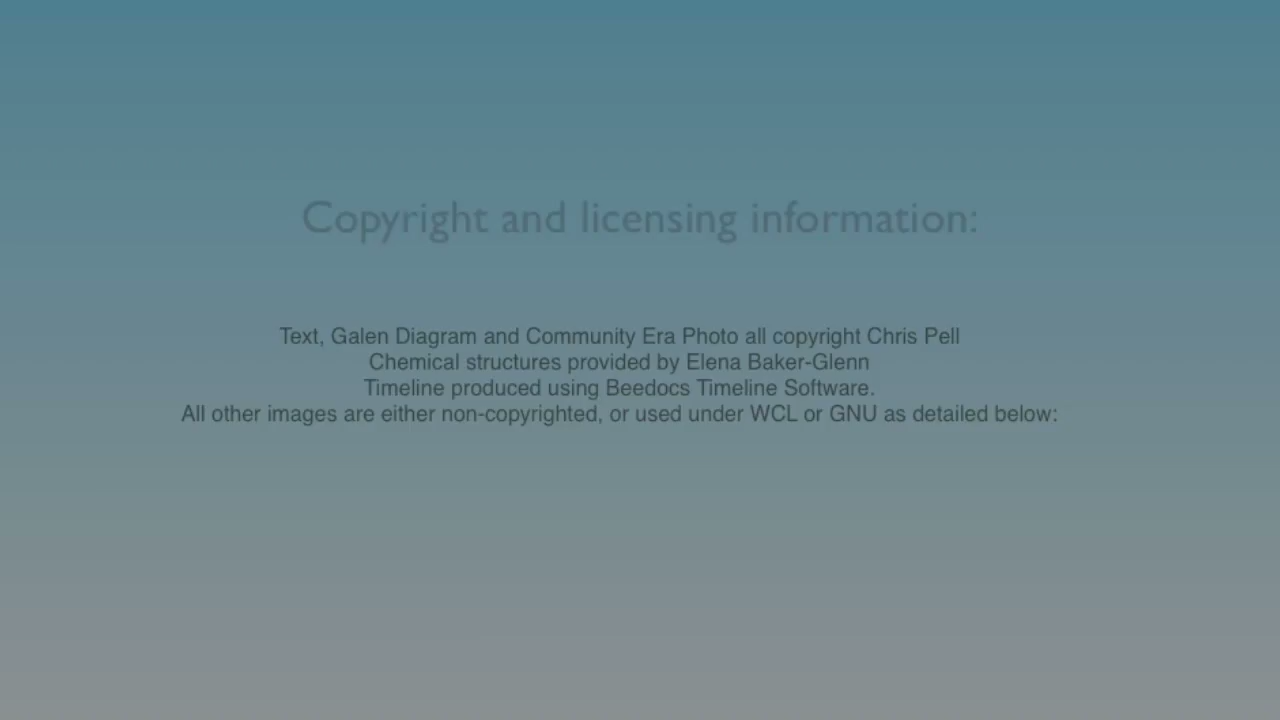 Copyright and licensing information:
Text, Galen Diagram and Community Era Photo all copyright Chris Pell
Chemical structures provided by Elena Baker-Glenn
Timeline produced using Beedocs Timeline Software.
All other images are either non-copyrighted, or used under WCL or GNU as detailed below: